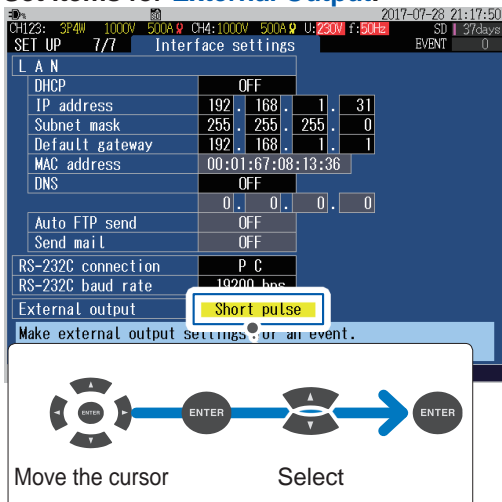 Set items for External Output.
2017-07-28 21:17:50
CH123: 3P4W 1000V 500A CH4:1000V 500A U:230V f:50Hz SD 37days
SET UP 7/7 Interface settings EVENT 0
LAN
DHCP OFF
IP address 192. 168. 1. 31
Subnet mask 255. 255. 255. 0
Default gateway 192. 168. 1. 1
MAC address 00:01:67:08:13:36
DNS OFF
0. 0. 0. 0
Auto FTP send OFF
Send mail OFF
RS-232C connection PC
RS-232C baud rate 19200 bps
External output Short pulse
Make external output settings for an event.
ENTER ENTER ENTER
Move the cursor Select